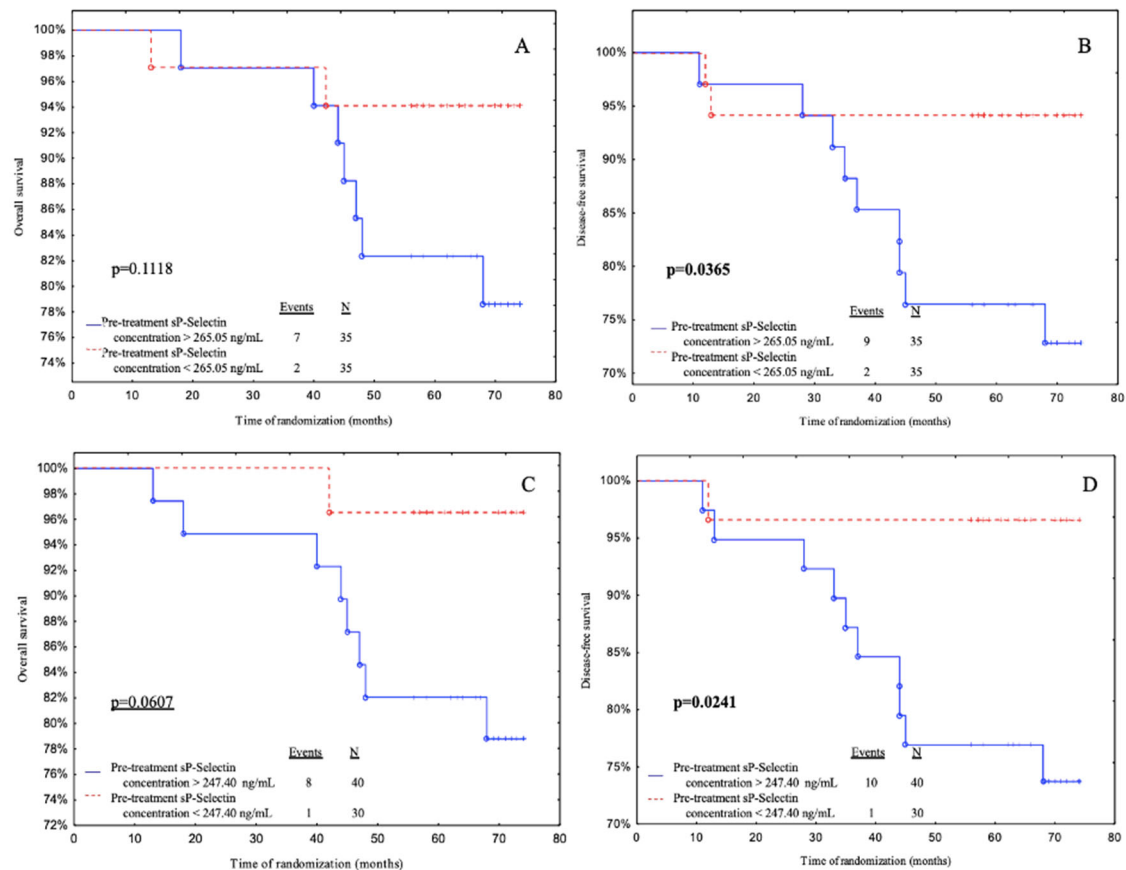 A
100%
98%
96%
94%
92%
90%
88%
86%
84%
82%
80%
78%
76%
74%
Overall survival
p=0.1118
Events N
Pre-treatment sP-Selectin
concentration > 265.05 ng/mL 7 35
Pre-treatment sP-Selectin
concentration < 265.05 ng/mL 2 35
0 10 20 30 40 50 60 70 80
Time of randomization (months)
B
100%
95%
90%
85%
80%
75%
70%
Disease-free survival
p=0.0365
Events N
Pre-treatment sP-Selectin
concentration > 265.05 ng/mL 9 35
Pre-treatment sP-Selectin
concentration < 265.05 ng/mL 2 35
0 10 20 30 40 50 60 70 80
Time of randomization (months)
C
100%
98%
96%
94%
92%
90%
88%
86%
84%
82%
80%
78%
76%
74%
72%
Overall survival
p=0.0607
Events N
Pre-treatment sP-Selectin
concentration > 247.40 ng/mL 8 40
Pre-treatment sP-Selectin
concentration < 247.40 ng/mL 1 30
0 10 20 30 40 50 60 70 80
Time of randomization (months)
D
100%
95%
90%
85%
80%
75%
70%
Disease-free survival
p=0.0241
Events N
Pre-treatment sP-Selectin
concentration > 247.40 ng/mL 10 40
Pre-treatment sP-Selectin
concentration < 247.40 ng/mL 1 30
0 10 20 30 40 50 60 70 80
Time of randomization (months)